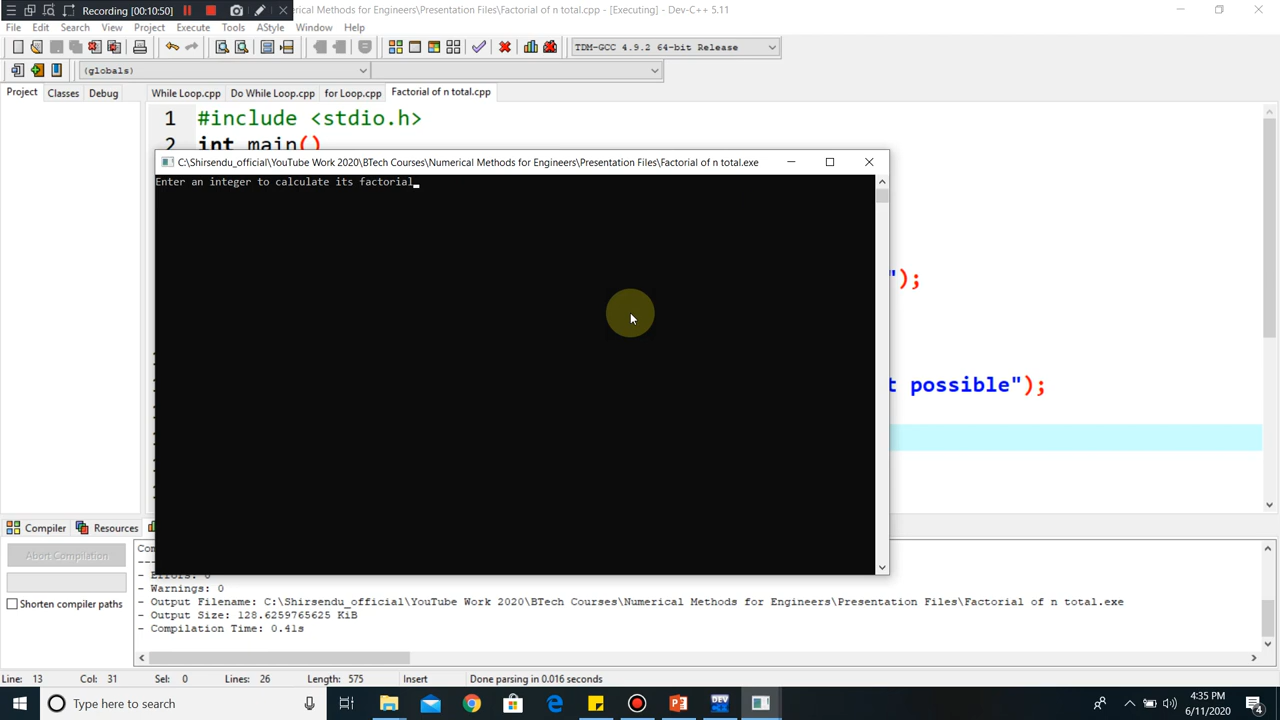 Recording (00:10:50)
erical Methods for Engineers\Presentation Files\Factorial of n total.cpp - [Executing] - Dev-C++ 5.11
File Edit Search View Project Execute Tools AStyle Window Help
TDM-GCC 4.9.2 64-bit Release
(globals)
Project Classes Debug
While Loop.cpp Do While Loop.cpp for Loop.cpp Factorial of n total.cpp
1 #include <stdio.h>
2 int main()
C:\Shirsendu_official\YouTube Work 2020\BTech Courses\Numerical Methods for Engineers\Presentation Files\Factorial of n total.exe
Enter an integer to calculate its factorial
");
t possible");
Compiler Resources
Abort Compilation
Shorten compiler paths
Com
- Errors: 0
- Warnings: 0
- Output Filename: C:\Shirsendu_official\YouTube Work 2020\BTech Courses\Numerical Methods for Engineers\Presentation Files\Factorial of n total.exe
- Output Size: 128.6259765625 KiB
- Compilation Time: 0.41s
Line: 13 Col: 31 Sel: 0 Lines: 26 Length: 575 Insert Done parsing in 0.016 seconds
Type here to search
4:35 PM
6/11/2020
4